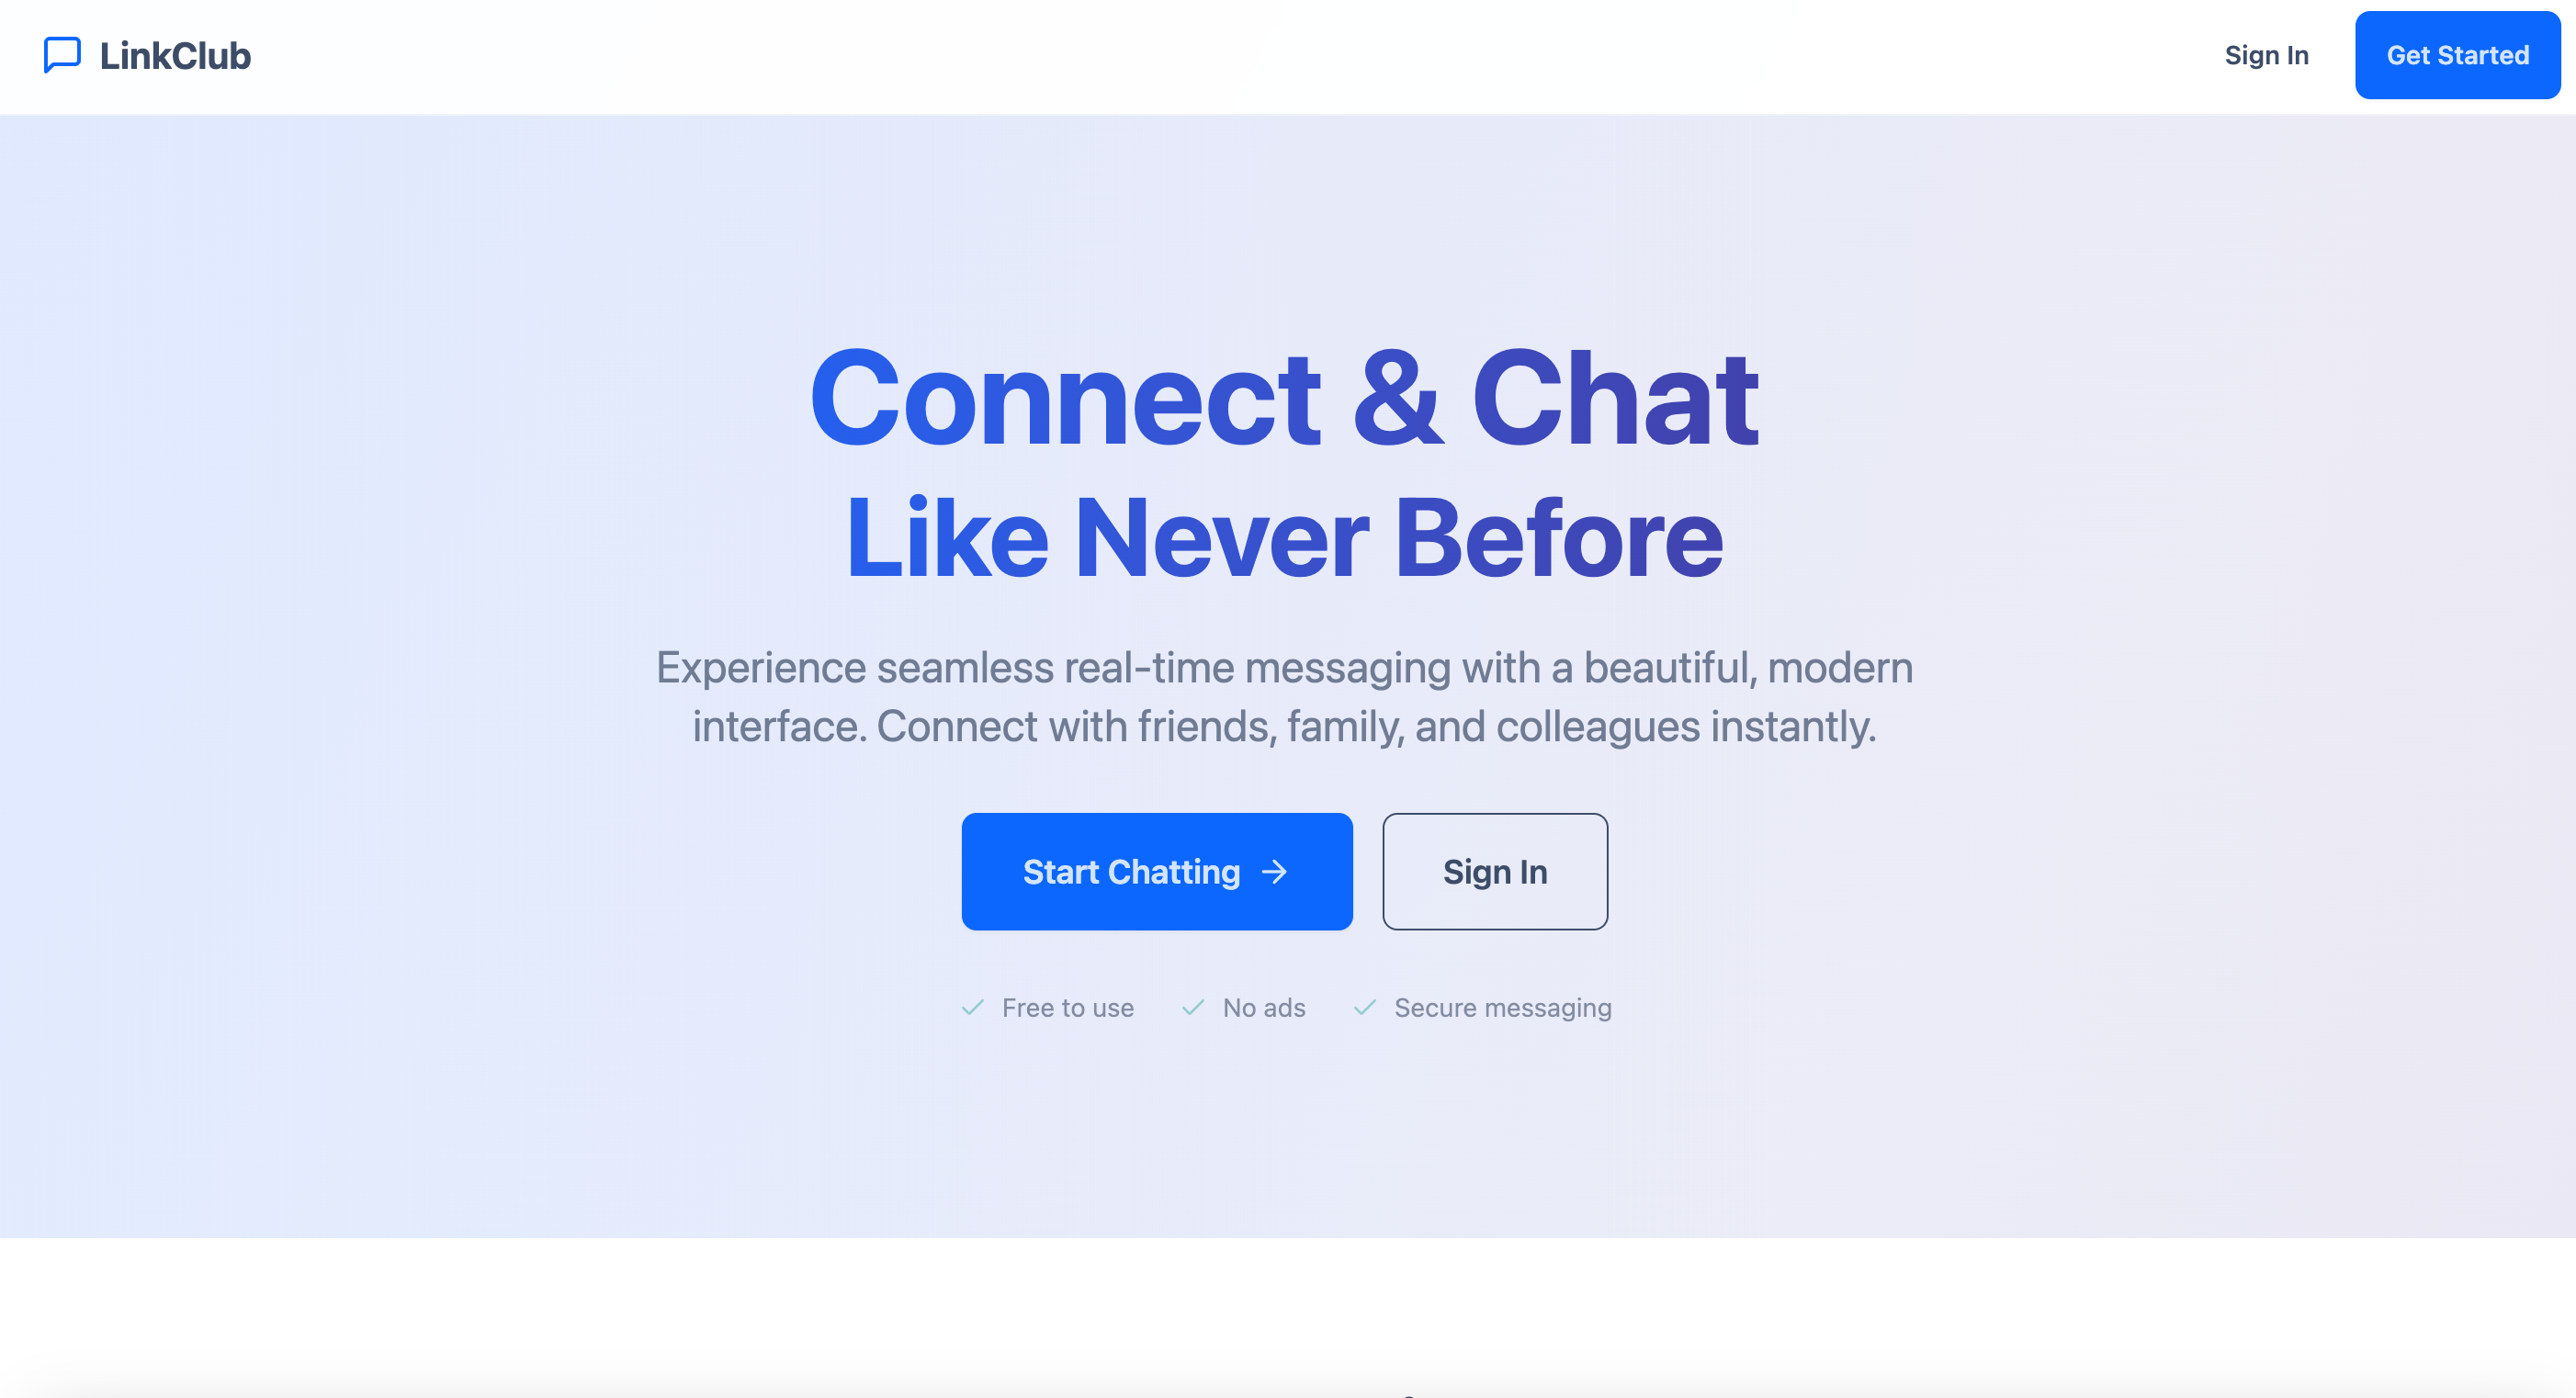 LinkClub
Sign In
Get Started
Connect & Chat
Like Never Before
Experience seamless real-time messaging with a beautiful, modern
interface. Connect with friends, family, and colleagues instantly.
Start Chatting →
Sign In
Free to use
No ads
Secure messaging